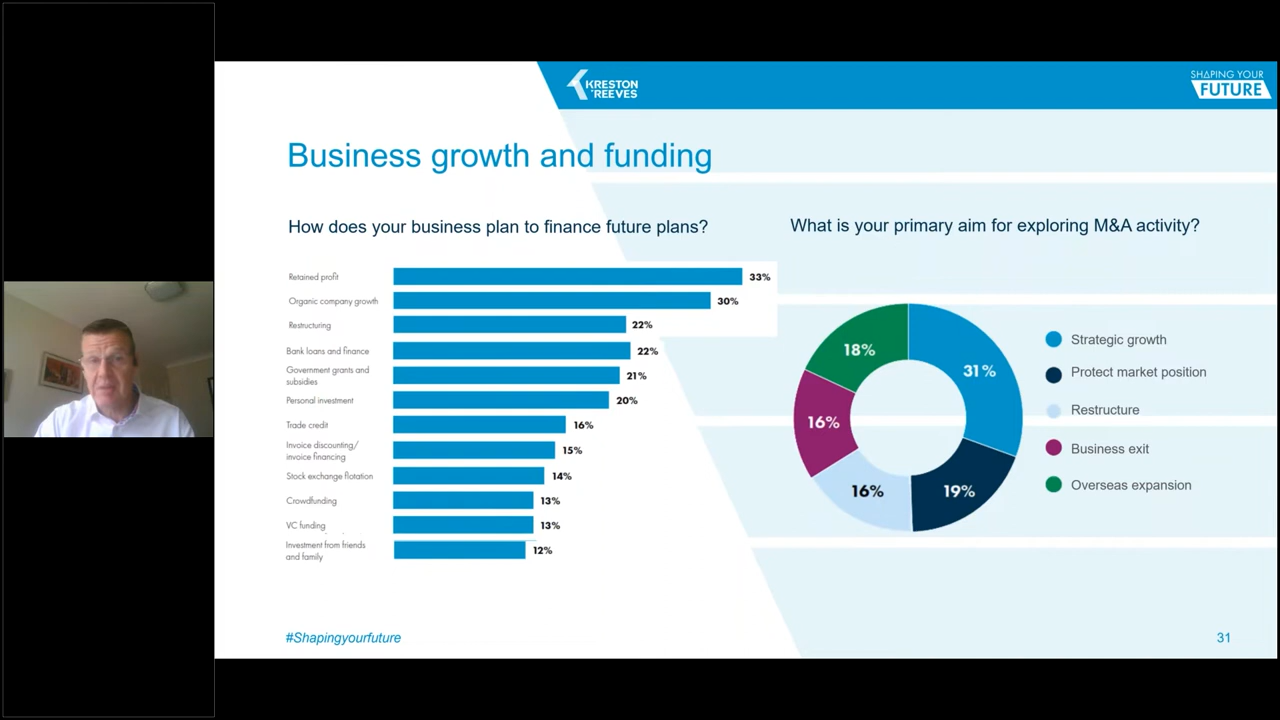 KRESTON
REEVES
SHAPING YOUR
FUTURE
Business growth and funding
How does your business plan to finance future plans?
Retained profit 33%
Organic company growth 30%
Restructuring 22%
Bank loans and finance 22%
Government grants and
subsidies 21%
Personal investment 20%
Trade credit 16%
Invoice discounting/
invoice financing 15%
Stock exchange flotation 14%
Crowdfunding 13%
VC funding 13%
Investment from friends
and family 12%
What is your primary aim for exploring M&A activity?
18%
31%
16%
16%
19%
Strategic growth
Protect market position
Restructure
Business exit
Overseas expansion
#Shapingyourfuture
31